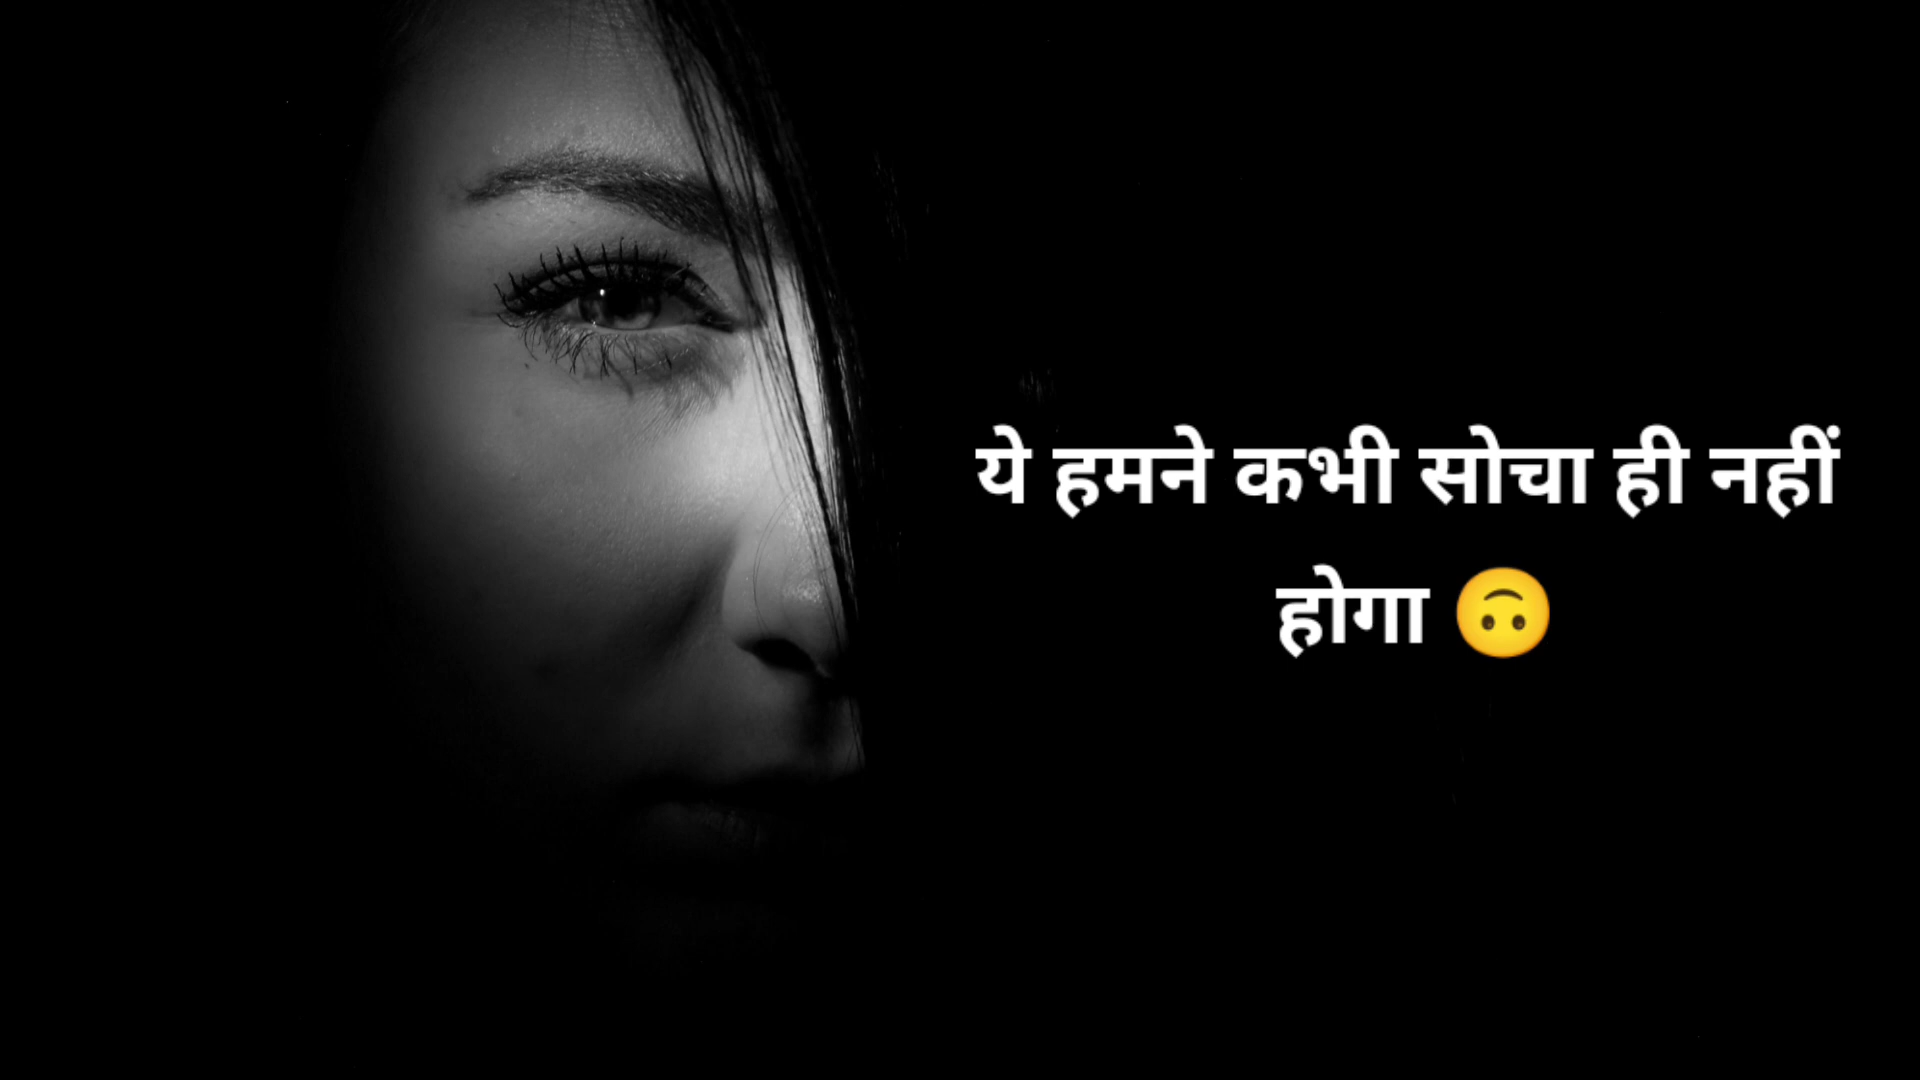 ये हमने कभी सोचा ही नहीं
होगा 🙃